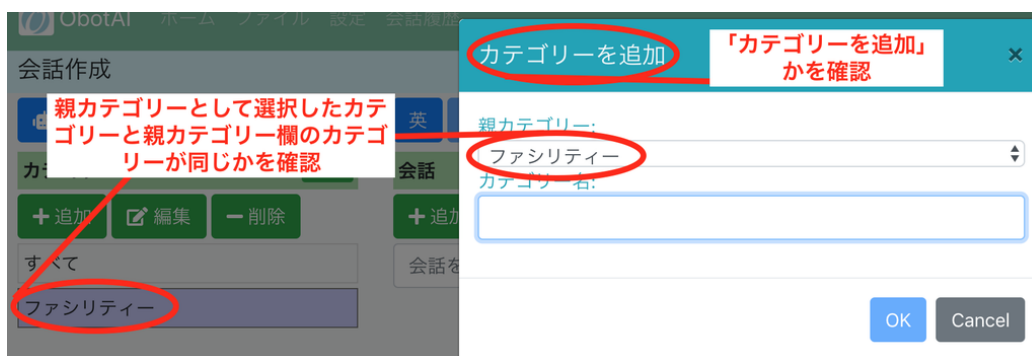 ObotAI ホーム ファイル 設定 会話履歴
会話作成
親カテゴリーとして選択したカテ
ゴリーと親カテゴリー欄のカテゴ
リーが同じかを確認
英
会話
追加 編集 削除
追加
すべて
会話を
ファシリティー
カテゴリーを追加
「カテゴリーを追加」
かを確認
×
親カテゴリー:
ファシリティー
カテゴリー名:
OK Cancel